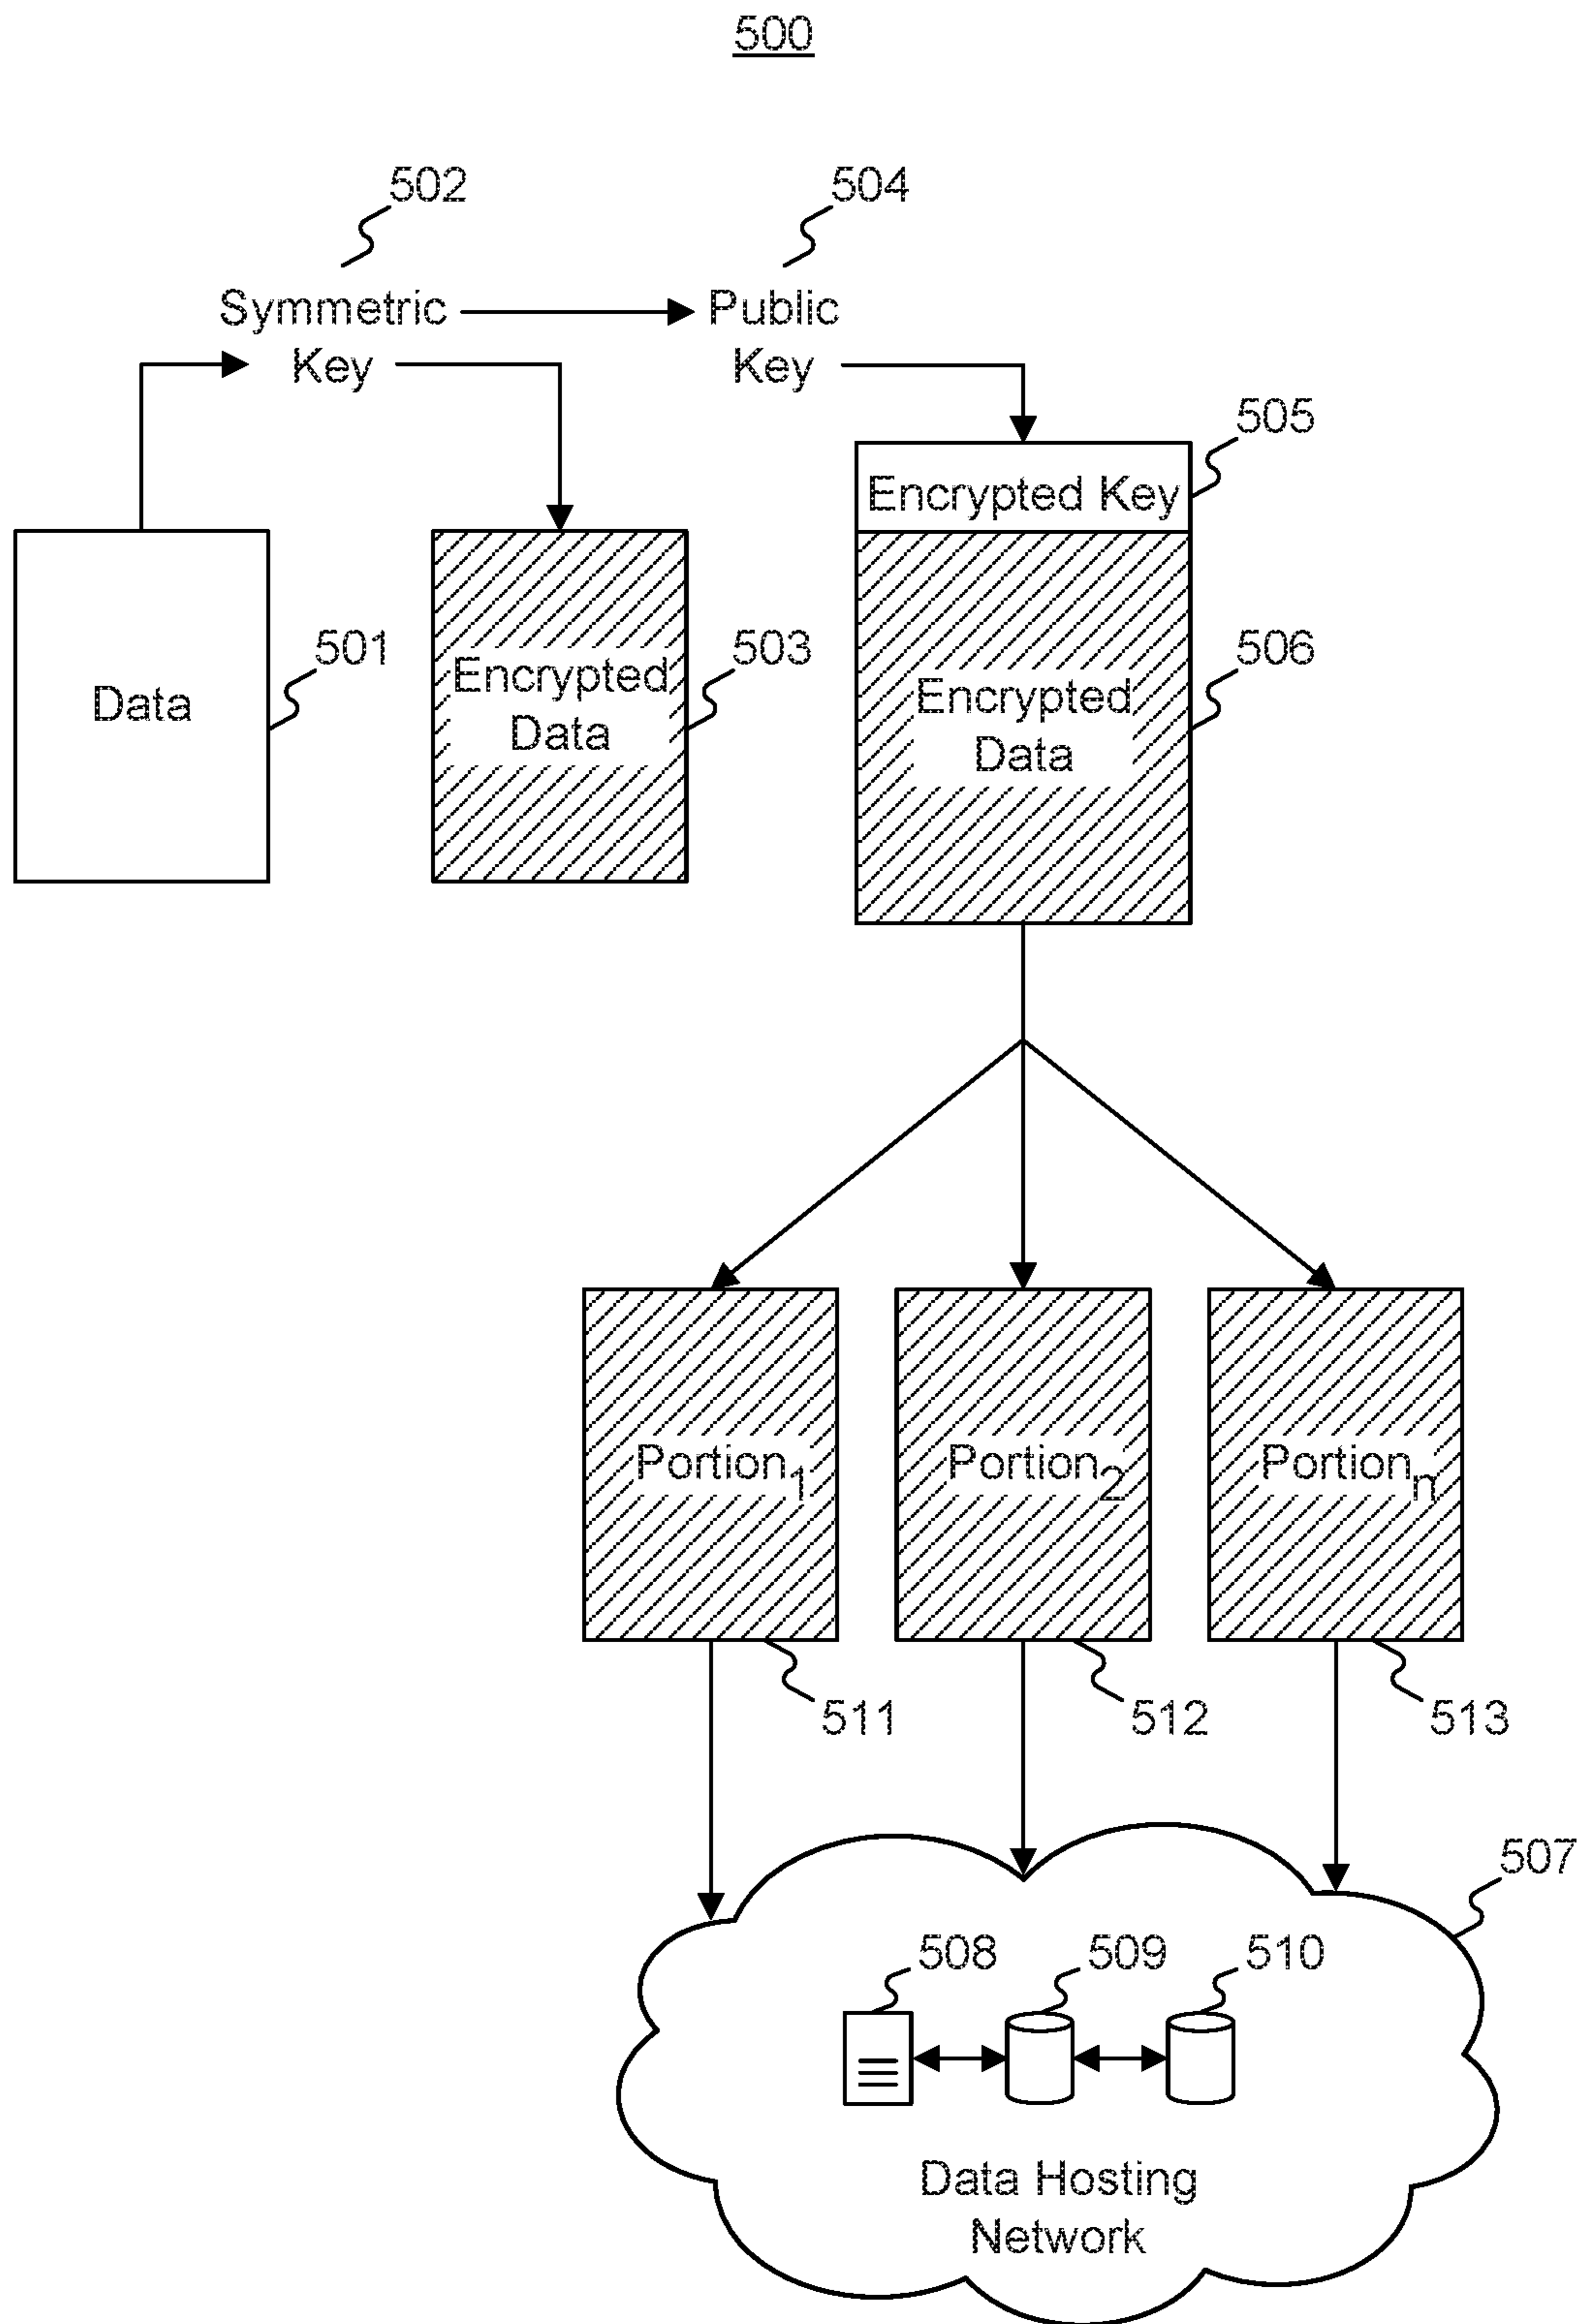 500
502
504
Symmetric
Key
Public
Key
505
Encrypted Key
501
503
506
Data
Encrypted
Data
Encrypted
Data
Portion1
Portion2
Portionn
511
512
513
507
508
509
510
Data Hosting
Network